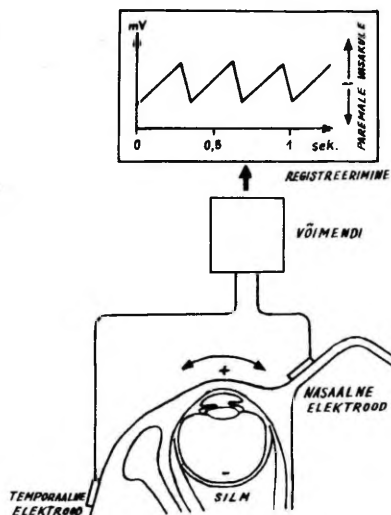 mV
0
0,5
1
sek.
PAREMALE VASAKULE
REGISTREERIMINE
VÕIMENDI
+
NASAALNE
ELEKTROOD
-
SILM
TEMPORAALNE
ELEKTROOD